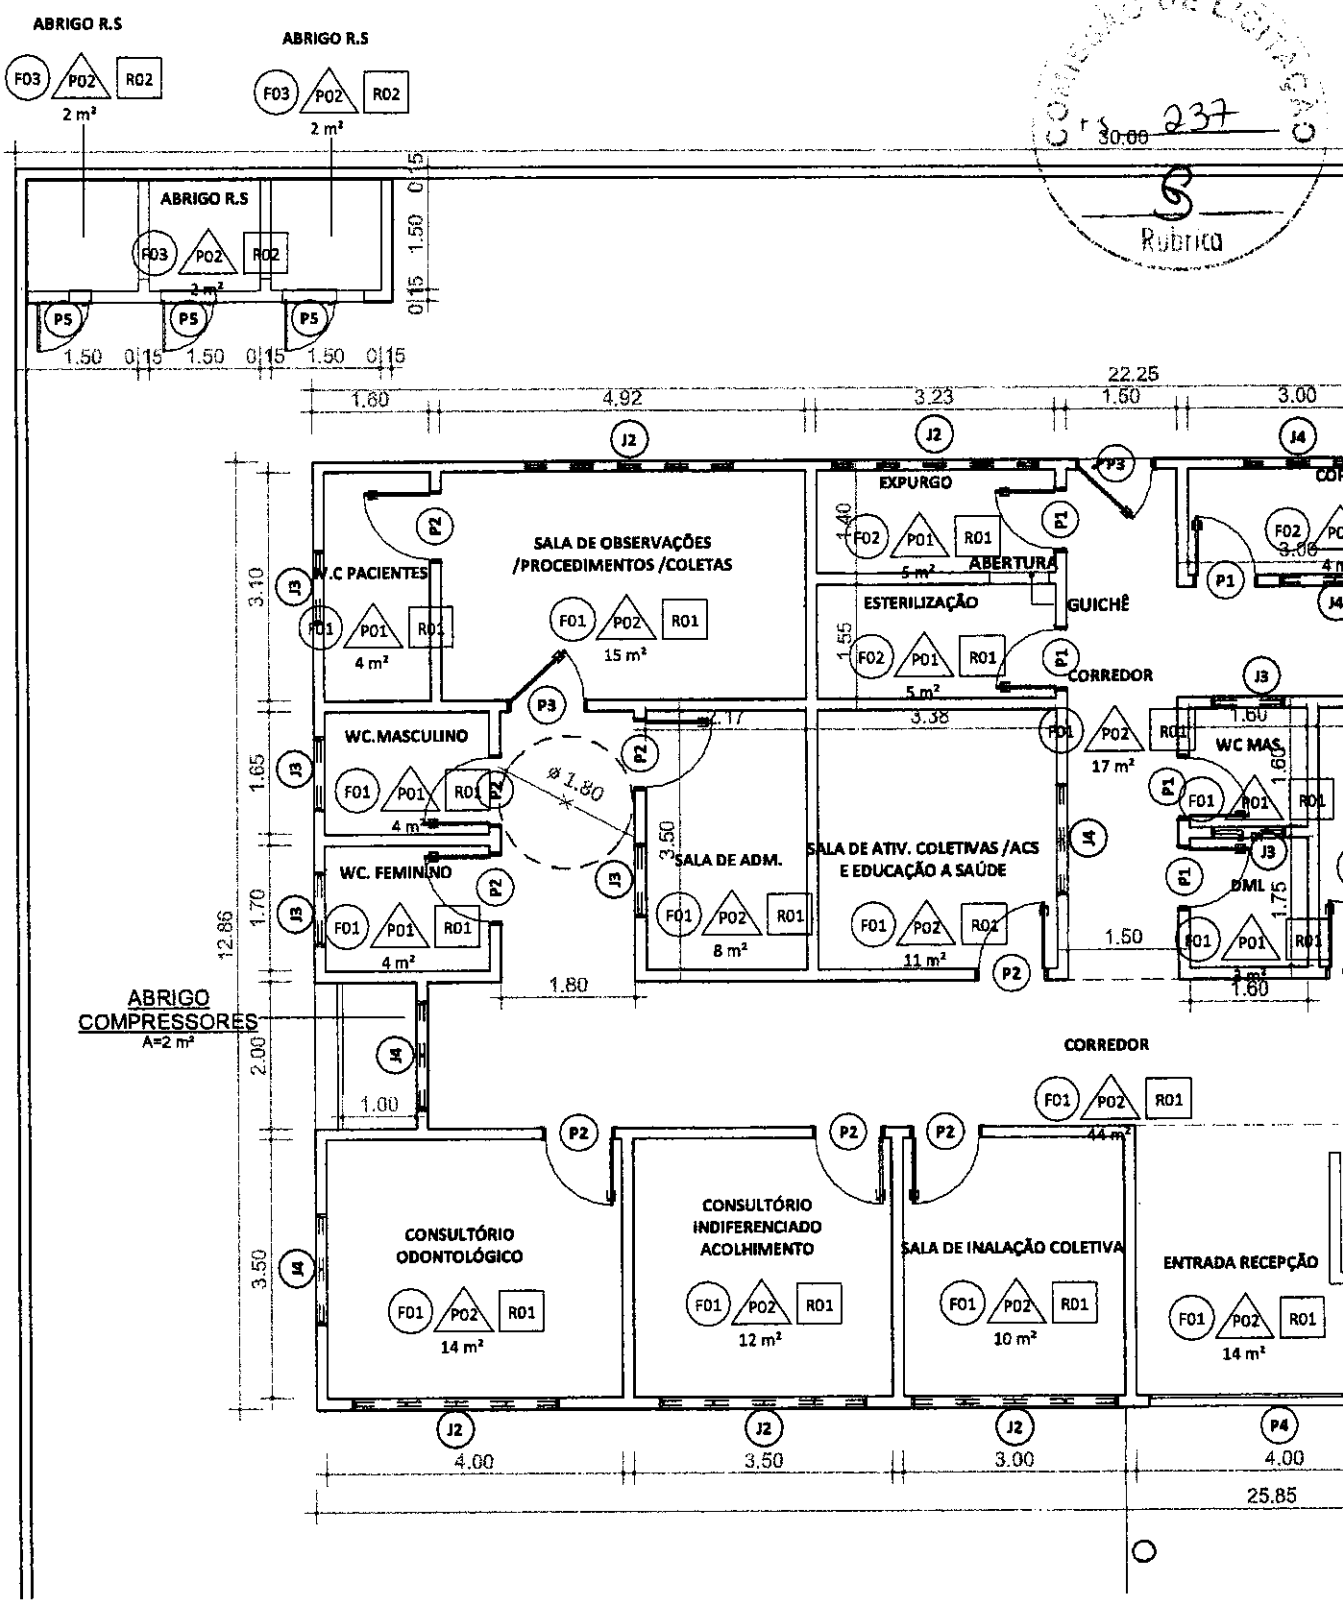 ABRIGO R.S
F03 P02 R02
2 m²
ABRIGO R.S
F03 P02 R02
2 m²
COMISSÃO DE LICITAÇÃO
237
30.00
Rubrica
ABRIGO R.S
F03 P02 R02
2 m²
0|15
1.50
0|15
P5 P5 P5
1.50 0|15 1.50 0|15 1.50 0|15
22.25
1.60 4.92 3.23 1.50 3.00
J2 J2 J4
P3
EXPURGO
P2
1.40
F02 P01 R01
5 m²
P1
SALA DE OBSERVAÇÕES
/PROCEDIMENTOS /COLETAS
F01 P02 R01
15 m²
ABERTURA
GUICHÊ
F02
3.00
P1
J4
3.10
J3
W.C PACIENTES
F01 P01 R01
4 m²
ESTERILIZAÇÃO
1.55
F02 P01 R01
5 m²
P1
CORREDOR
F01 P02 R01
17 m²
J3
P3
2.17
3.38
1.60
WC MAS.
1.60
F01 P01 R01
P1
J3
WC.MASCULINO
1.65
J3
F01 P01 R01
4 m²
P2
ø 1.80
P2
3.50
SALA DE ADM.
J3
F01 P02 R01
8 m²
SALA DE ATIV. COLETIVAS /ACS
E EDUCAÇÃO A SAÚDE
F01 P02 R01
11 m²
J4
P2
1.50
P1
DML
1.75
F01 P01 R01
3 m²
1.60
WC. FEMININO
1.70
J3
F01 P01 R01
4 m²
P2
1.80
12.86
ABRIGO
COMPRESSORES
A=2 m²
2.00
J4
1.00
CORREDOR
F01 P02 R01
44 m²
P2 P2 P2
CONSULTÓRIO
ODONTOLÓGICO
F01 P02 R01
14 m²
3.50
J4
CONSULTÓRIO
INDIFERENCIADO
ACOLHIMENTO
F01 P02 R01
12 m²
SALA DE INALAÇÃO COLETIVA
F01 P02 R01
10 m²
ENTRADA RECEPÇÃO
F01 P02 R01
14 m²
J2 J2 J2 P4
4.00 3.50 3.00 4.00
25.85